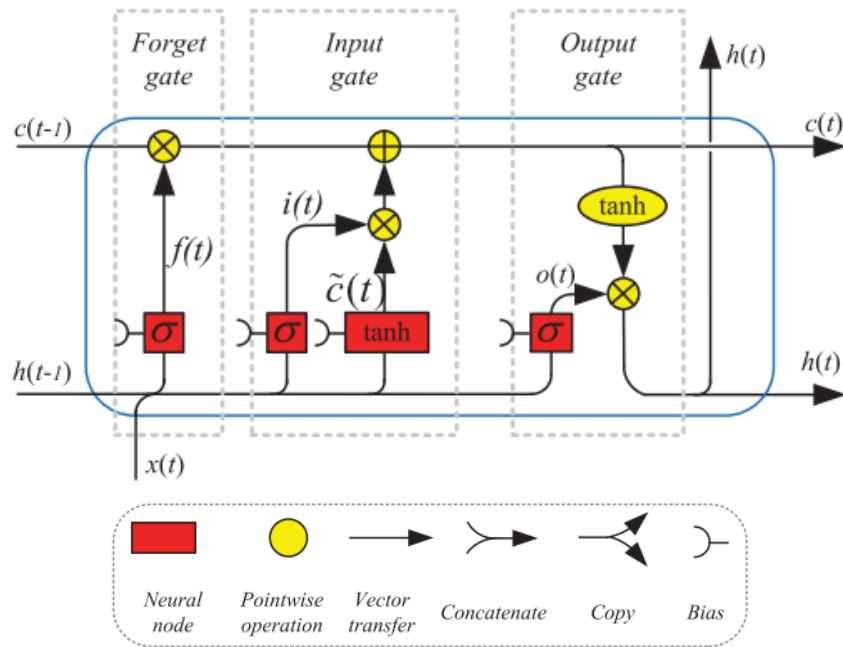 Forget
gate
Input
gate
Output
gate
h(t)
c(t-1)
c(t)
tanh
i(t)
f(t)
o(t)
c̃(t)
σ
σ
tanh
σ
h(t-1)
h(t)
x(t)
Neural
node
Pointwise
operation
Vector
transfer
Concatenate
Copy
Bias